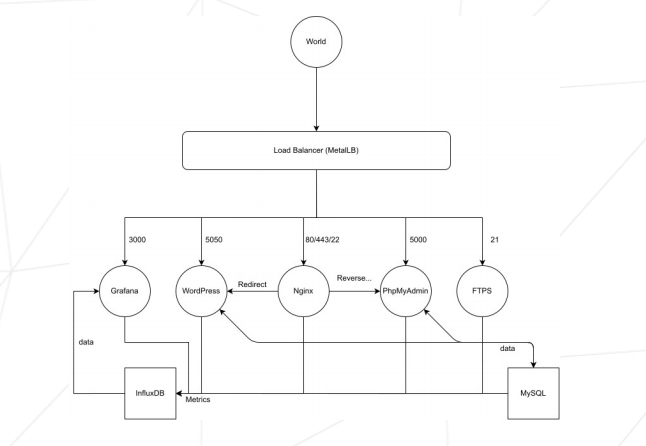 World
Load Balancer (MetalLB)
3000
5050
80/443/22
5000
21
Grafana
WordPress
Redirect
Nginx
Reverse...
PhpMyAdmin
FTPS
data
data
InfluxDB
Metrics
MySQL